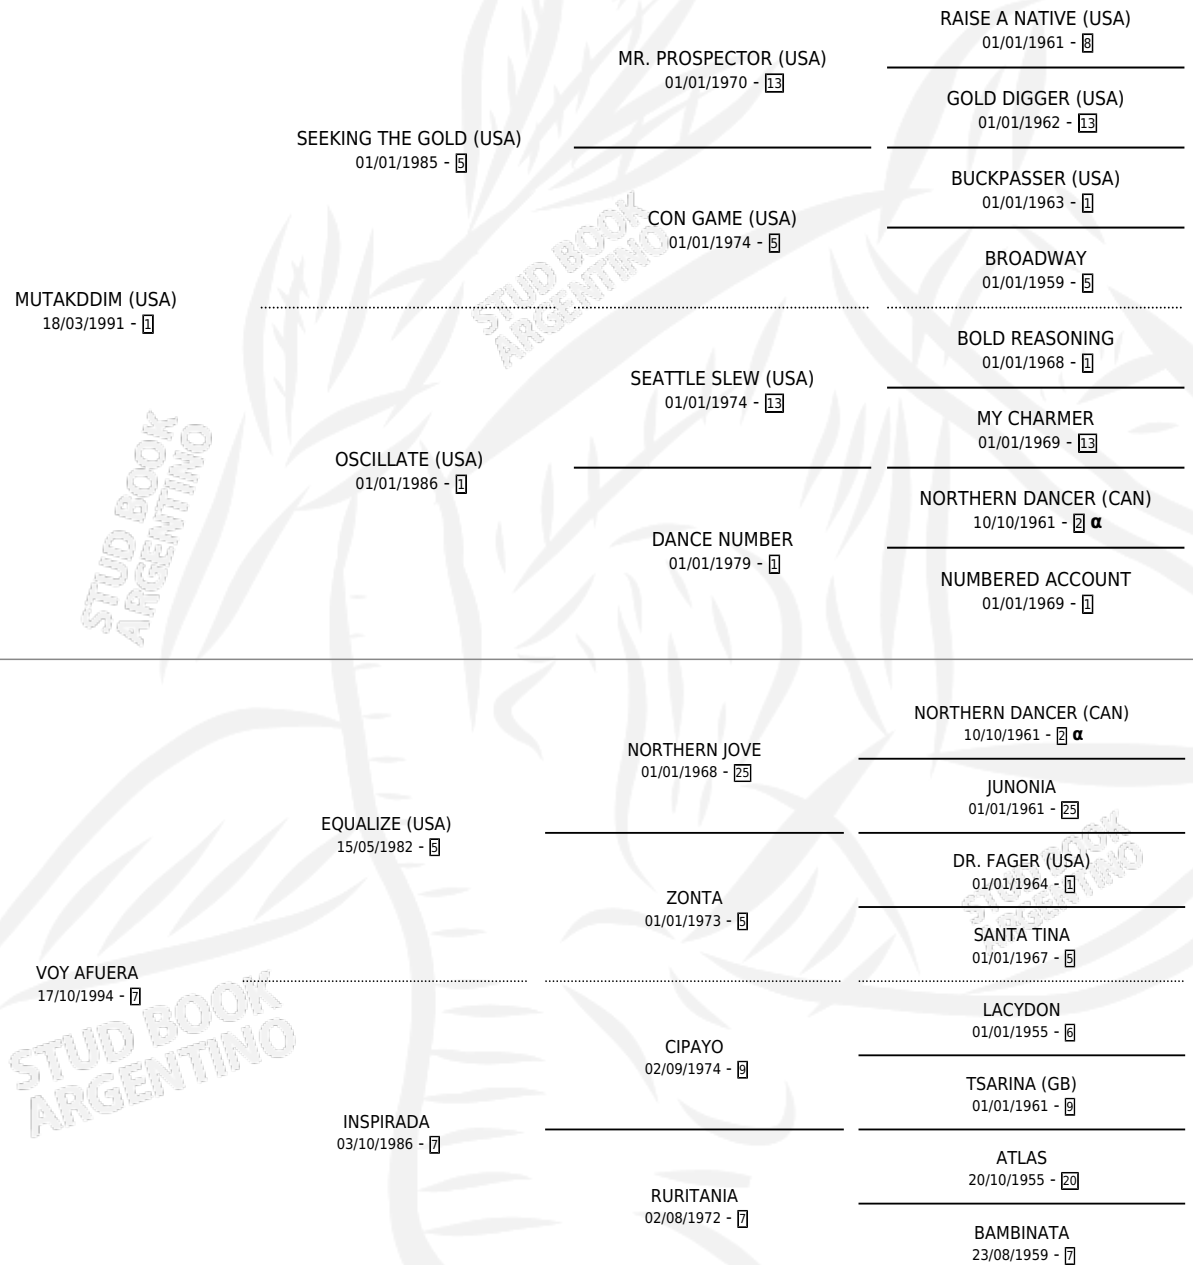 RAISE A NATIVE (USA)
01/01/1961 - 8
MR. PROSPECTOR (USA)
01/01/1970 - 13
GOLD DIGGER (USA)
01/01/1962 - 13
SEEKING THE GOLD (USA)
01/01/1985 - 5
BUCKPASSER (USA)
01/01/1963 - 1
CON GAME (USA)
01/01/1974 - 5
BROADWAY
01/01/1959 - 5
MUTAKDDIM (USA)
18/03/1991 - 1
BOLD REASONING
01/01/1968 - 1
SEATTLE SLEW (USA)
01/01/1974 - 13
MY CHARMER
01/01/1969 - 13
OSCILLATE (USA)
01/01/1986 - 1
NORTHERN DANCER (CAN)
10/10/1961 - 2 α
DANCE NUMBER
01/01/1979 - 1
NUMBERED ACCOUNT
01/01/1969 - 1
NORTHERN DANCER (CAN)
10/10/1961 - 2 α
NORTHERN JOVE
01/01/1968 - 25
JUNONIA
01/01/1961 - 25
EQUALIZE (USA)
15/05/1982 - 5
DR. FAGER (USA)
01/01/1964 - 1
ZONTA
01/01/1973 - 5
SANTA TINA
01/01/1967 - 5
VOY AFUERA
17/10/1994 - 7
LACYDON
01/01/1955 - 6
CIPAYO
02/09/1974 - 9
TSARINA (GB)
01/01/1961 - 9
INSPIRADA
03/10/1986 - 7
ATLAS
20/10/1955 - 20
RURITANIA
02/08/1972 - 7
BAMBINATA
23/08/1959 - 7
STUD BOOK
ARGENTINO
STUD BOOK
ARGENTINO
STUD BOOK
ARGENTINO
STUD BOOK
ARGENTINO